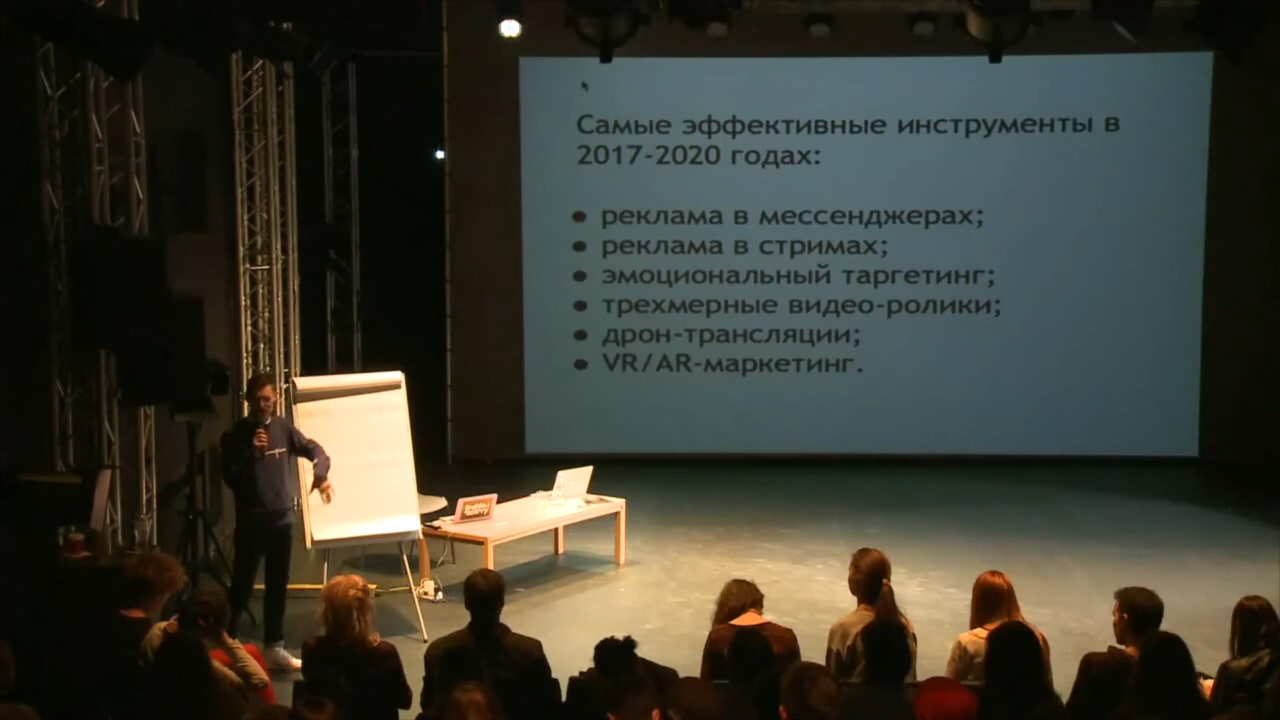 Самые эффективные инструменты в
2017-2020 годах:
реклама в мессенджерах;
реклама в стримах;
эмоциональный таргетинг;
трехмерные видео-ролики;
дрон-трансляции;
VR/AR-маркетинг.